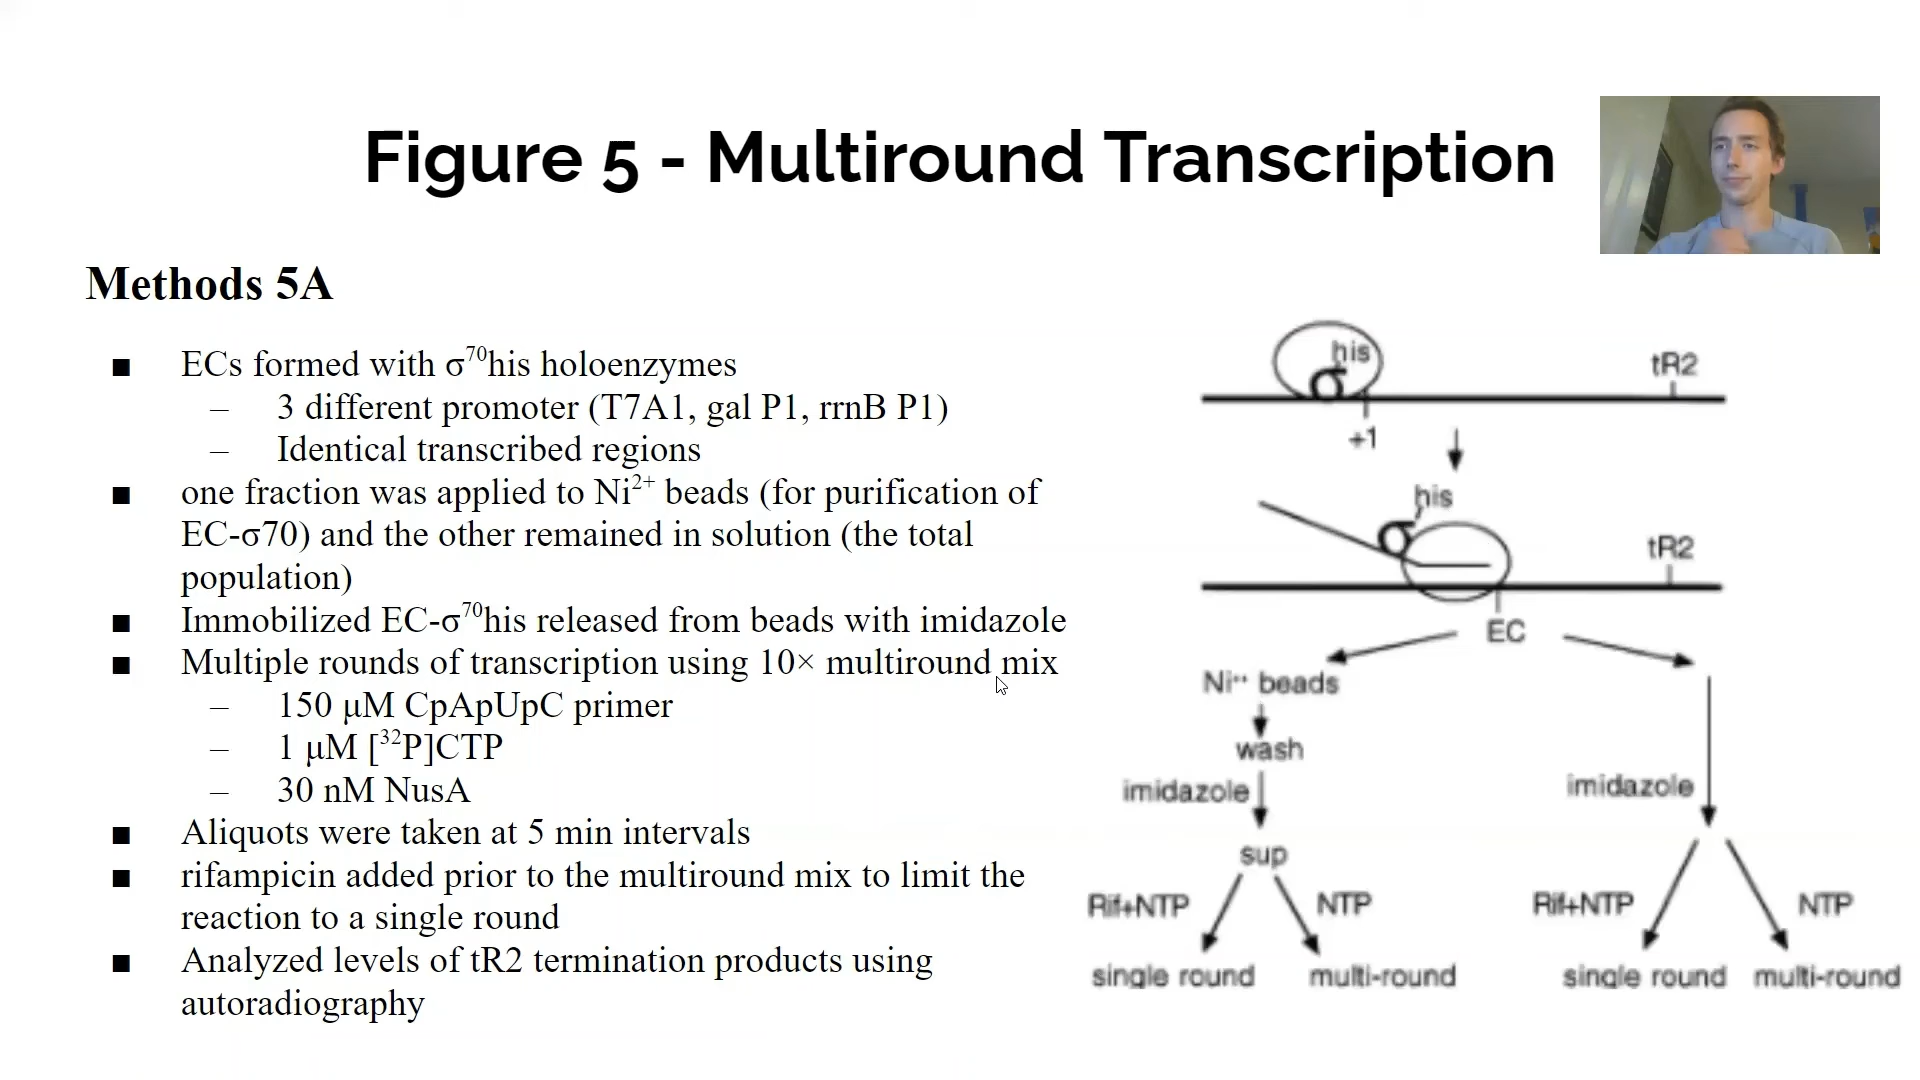 Figure 5 - Multiround Transcription
Methods 5A
■ ECs formed with σ⁷⁰his holoenzymes
– 3 different promoter (T7A1, gal P1, rrnB P1)
– Identical transcribed regions
■ one fraction was applied to Ni²⁺ beads (for purification of
EC-σ70) and the other remained in solution (the total
population)
■ Immobilized EC-σ⁷⁰his released from beads with imidazole
■ Multiple rounds of transcription using 10× multiround mix
– 150 μM CpApUpC primer
– 1 μM [³²P]CTP
– 30 nM NusA
■ Aliquots were taken at 5 min intervals
■ rifampicin added prior to the multiround mix to limit the
reaction to a single round
■ Analyzed levels of tR2 termination products using
autoradiography
his
σ
tR2
+1
his
σ
tR2
EC
Ni⁺⁺ beads
wash
imidazole
imidazole
sup
Rif+NTP
NTP
Rif+NTP
NTP
single round
multi-round
single round
multi-round